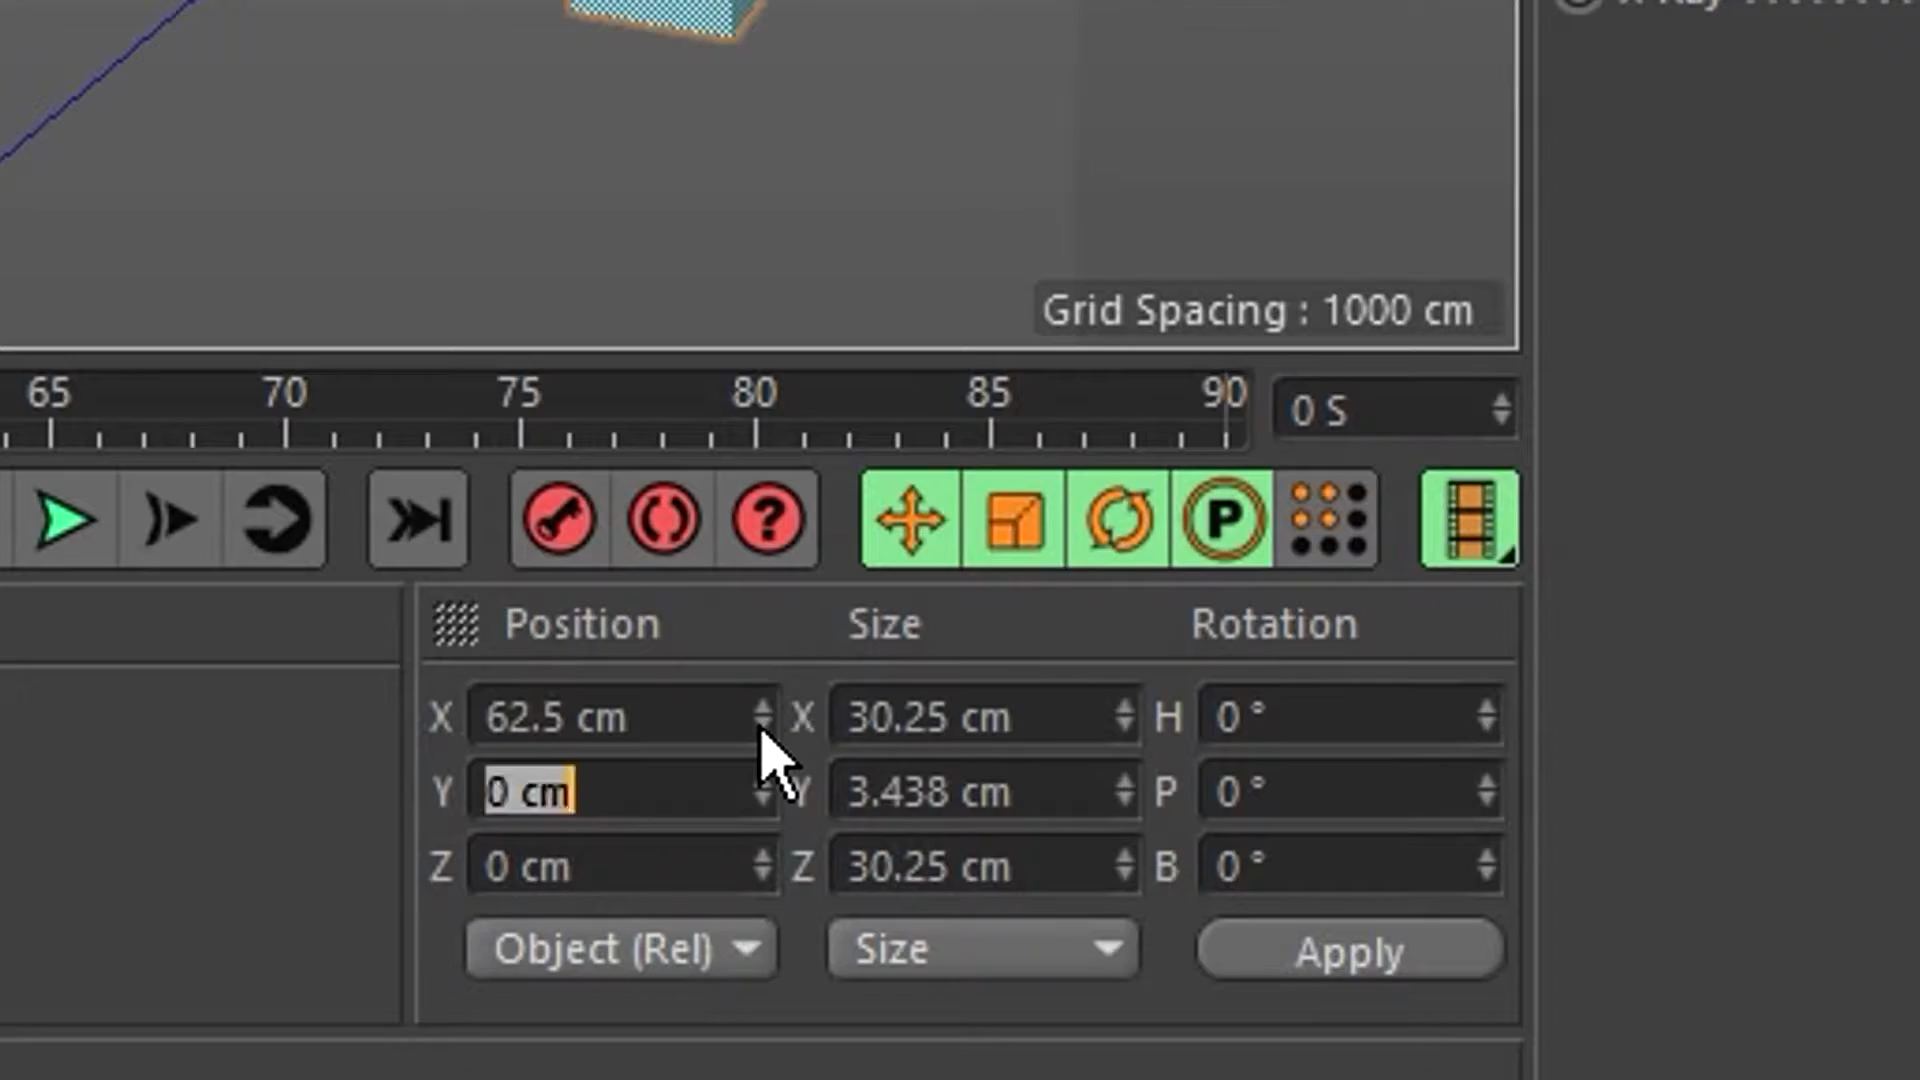 Grid Spacing : 1000 cm
65 70 75 80 85 90 0 S
? P
Position Size Rotation
X 62.5 cm X 30.25 cm H 0 °
Y 0 cm Y 3.438 cm P 0 °
Z 0 cm Z 30.25 cm B 0 °
Object (Rel) Size Apply